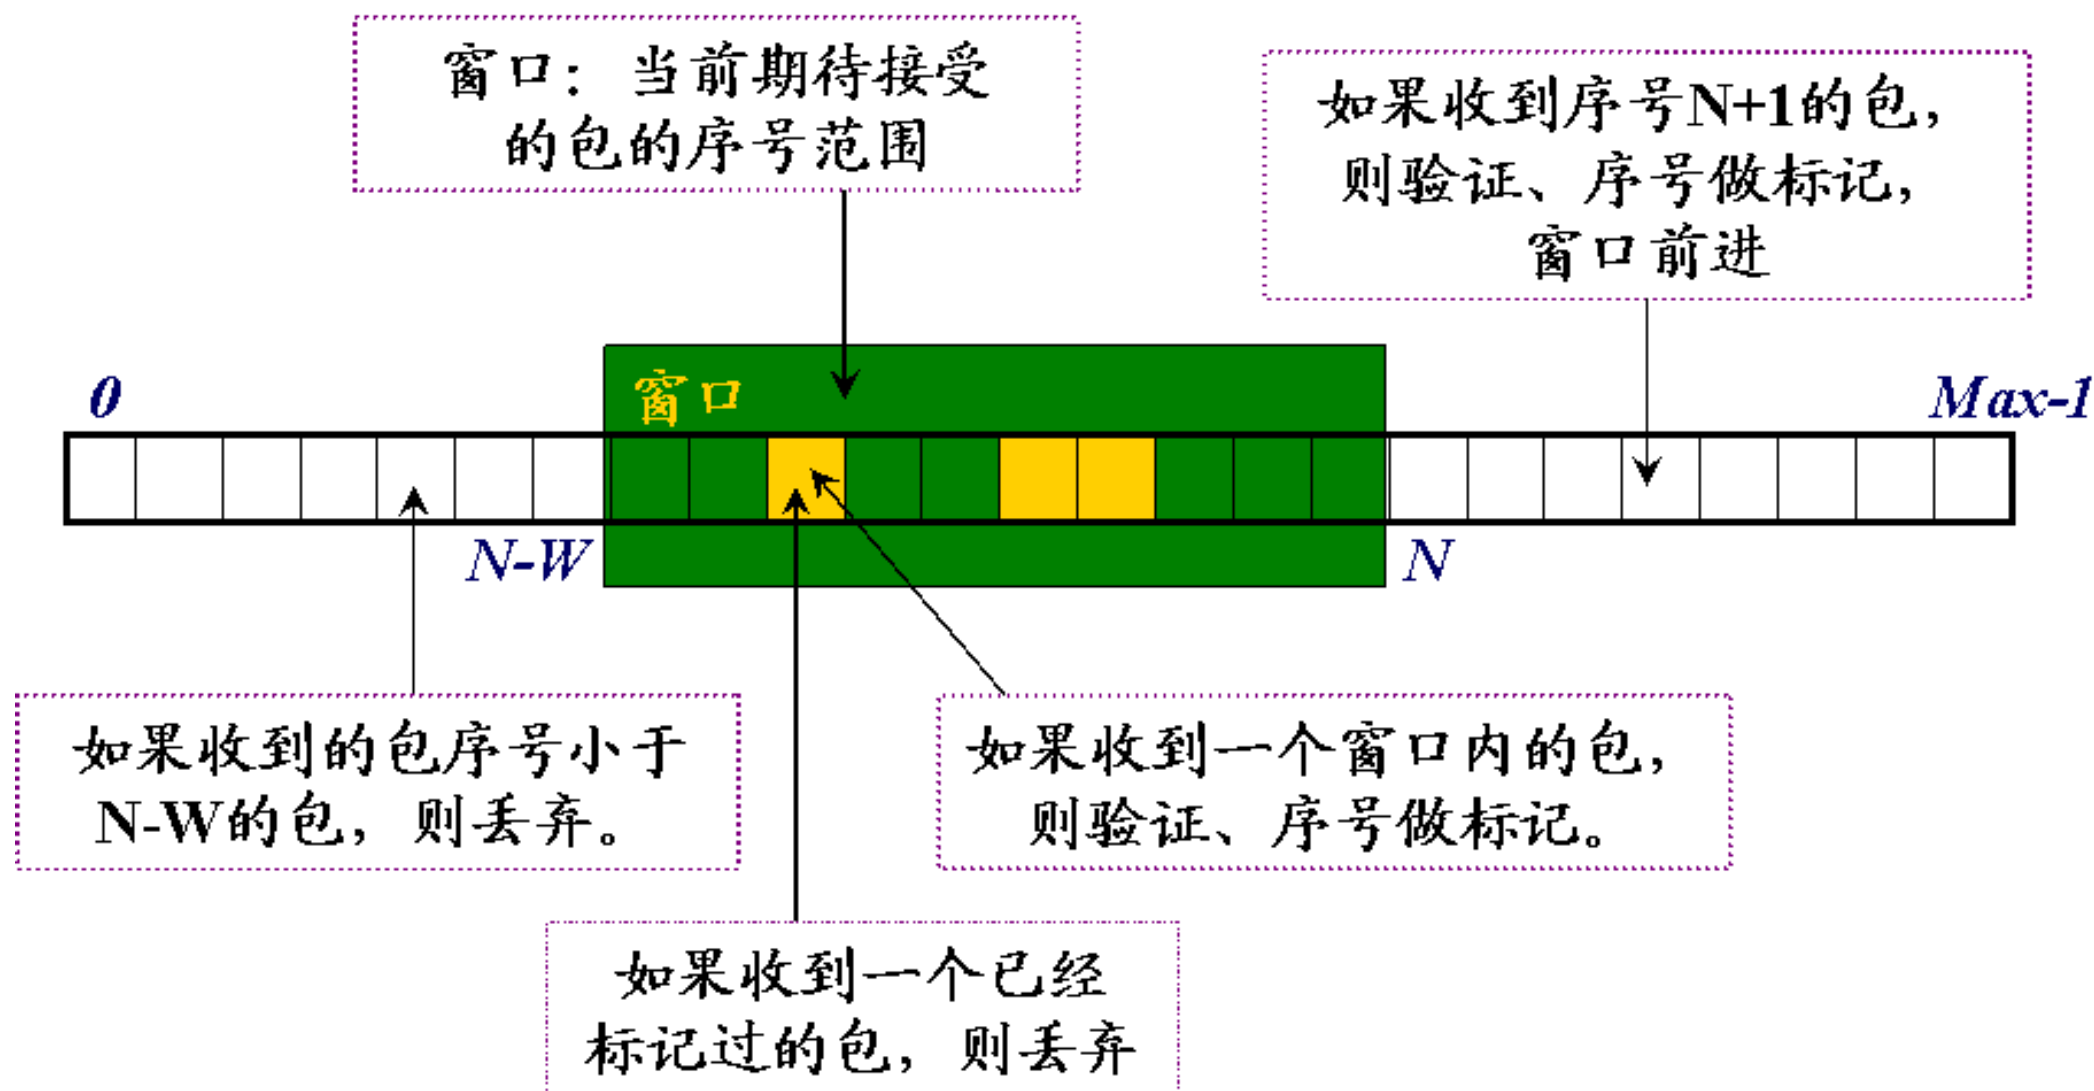 窗口：当前期待接受
的包的序号范围
如果收到序号N+1的包，
则验证、序号做标记，
窗口前进
窗口
0
Max-1
N-W
N
如果收到的包序号小于
N-W的包，则丢弃。
如果收到一个窗口内的包，
则验证、序号做标记。
如果收到一个已经
标记过的包，则丢弃